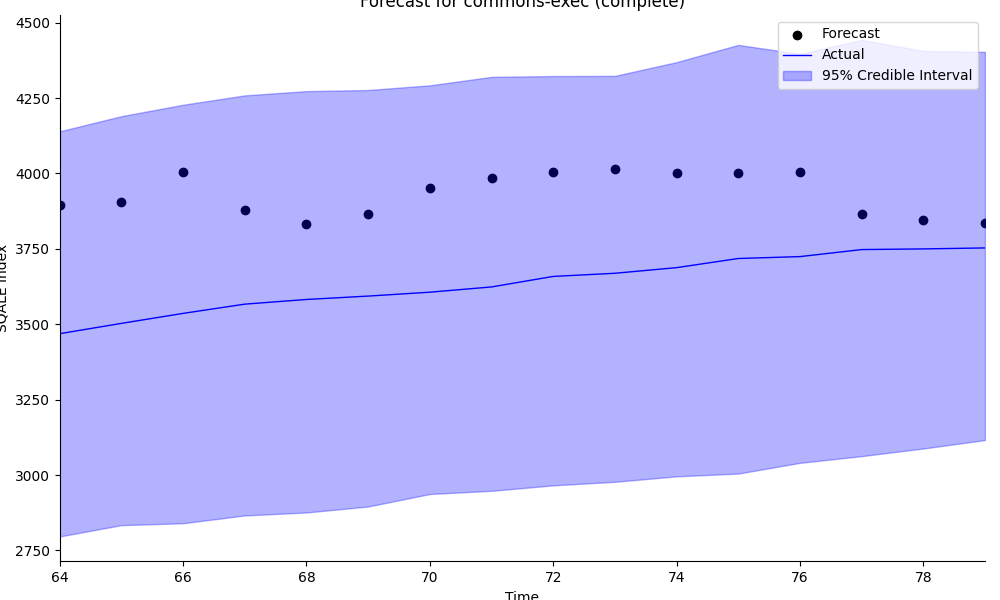 Forecast for commons-exec (complete)
Forecast
Actual
95% Credible Interval
SQALE Index
4500
4250
4000
3750
3500
3250
3000
2750
64 66 68 70 72 74 76 78
Time